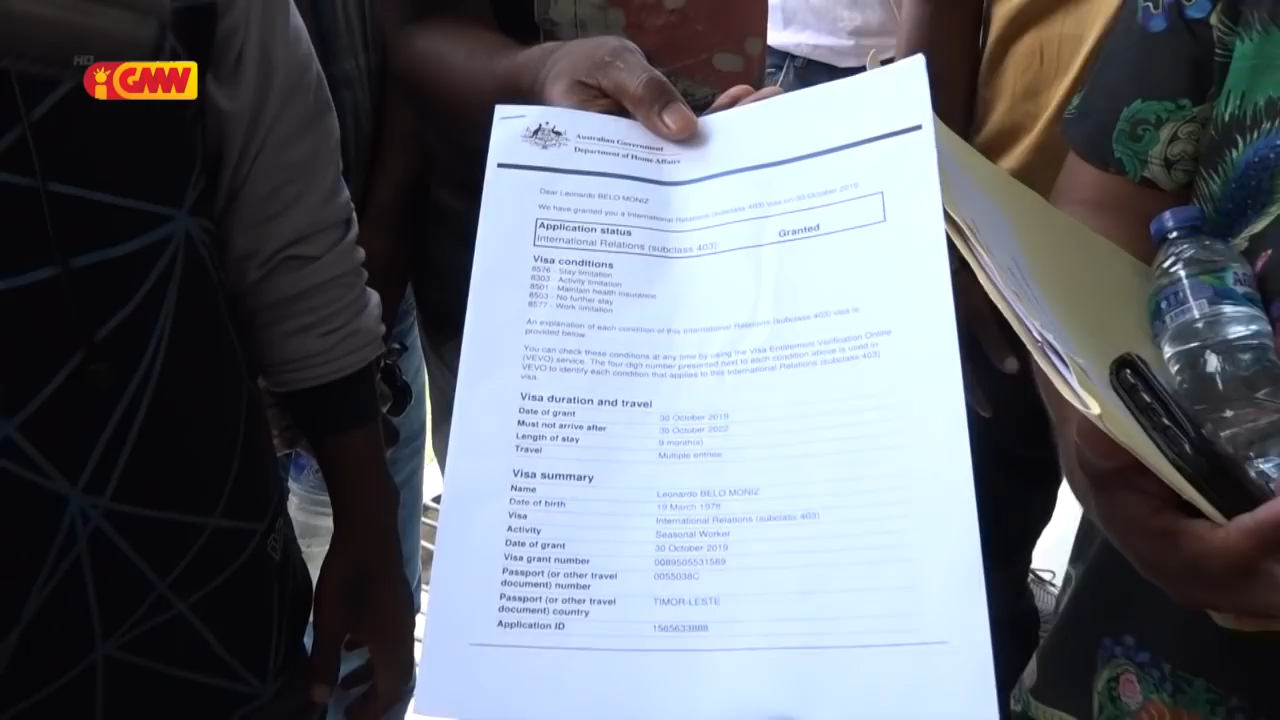 HD
GMN
Australian Government
Department of Home Affairs
Dear Leonardo BELO MONIZ
We have granted you a International Relations (subclass 403) visa on 30 October 2019
Application status
Granted
International Relations (subclass 403)
Visa conditions
8576 - Stay limitation
8303 - Activity limitation
8501 - Maintain health insurance
8503 - No further stay
8577 - Work limitation
An explanation of each condition of this International Relations (subclass 403) visa is
provided below.
You can check these conditions at any time by using the Visa Entitlement Verification Online
(VEVO) service. The four digit number presented next to each condition above is used in
VEVO to identify each condition that applies to this International Relations (subclass 403)
visa.
Visa duration and travel
Date of grant 30 October 2019
Must not arrive after 30 October 2022
Length of stay 9 month(s)
Travel Multiple entries
Visa summary
Name Leonardo BELO MONIZ
Date of birth 19 March 1978
Visa International Relations (subclass 403)
Activity Seasonal Worker
Date of grant 30 October 2019
Visa grant number 0089505531589
Passport (or other travel
document) number 0055038C
Passport (or other travel
document) country TIMOR-LESTE
Application ID 1565633888